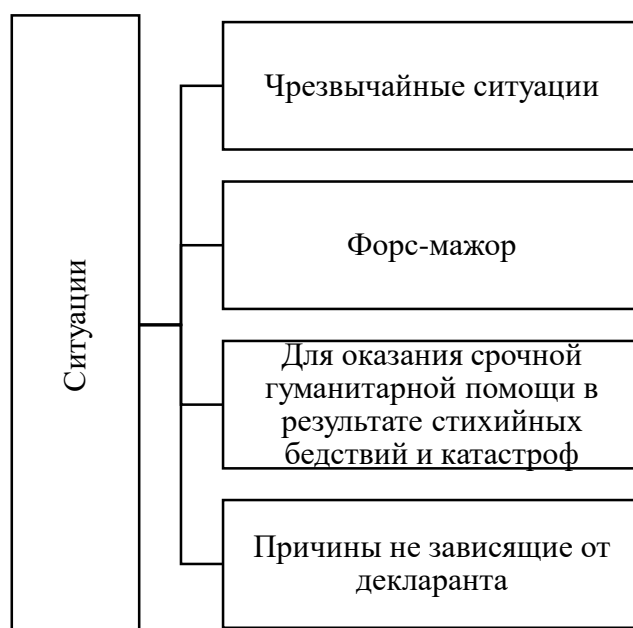 Ситуации
Чрезвычайные ситуации
Форс-мажор
Для оказания срочной
гуманитарной помощи в
результате стихийных
бедствий и катастроф
Причины не зависящие от
декларанта